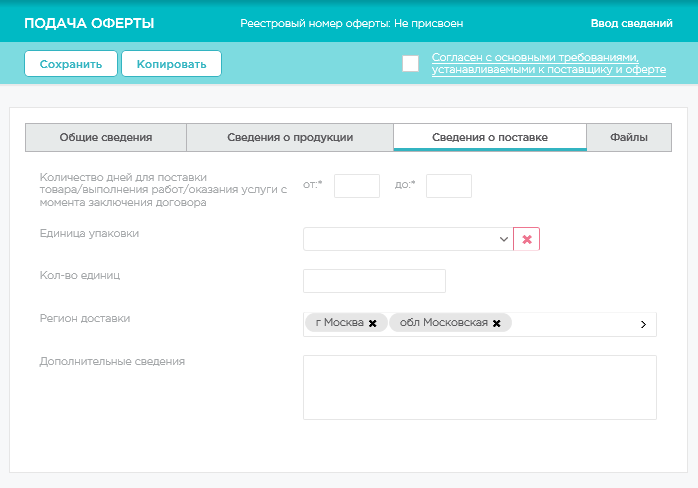 ПОДАЧА ОФЕРТЫ Реестровый номер оферты: Не присвоен Ввод сведений
Сохранить Копировать Согласен с основными требованиями,
устанавливаемыми к поставщику и оферте
Общие сведения Сведения о продукции Сведения о поставке Файлы
Количество дней для поставки
товара/выполнения работ/оказания услуги с
момента заключения договора
от:* до:*
Единица упаковки
Кол-во единиц
Регион доставки г Москва обл Московская
Дополнительные сведения